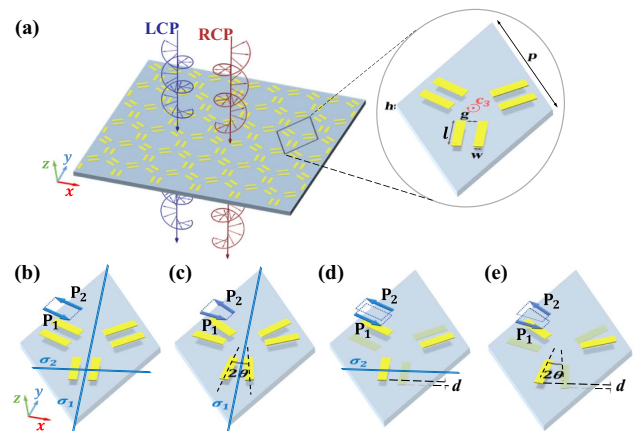 (a)
LCP
RCP
p
h
c₃
g
l
w
z
y
x
(b)
(c)
(d)
(e)
P₂
P₁
σ₂
σ₁
z
y
x
P₂
P₁
2θ
σ₁
P₂
P₁
σ₂
d
P₂
P₁
2θ
d